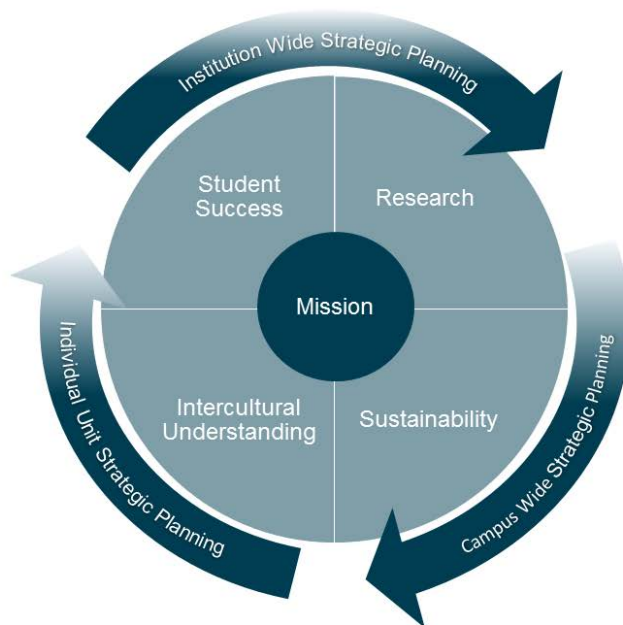 Institution Wide Strategic Planning
Student
Success
Research
Mission
Intercultural
Understanding
Sustainability
Individual Unit Strategic Planning
Campus Wide Strategic Planning